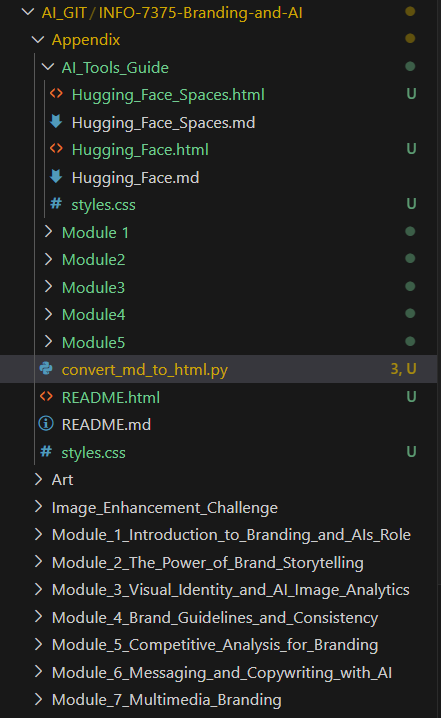 AI_GIT / INFO-7375-Branding-and-AI
Appendix
AI_Tools_Guide
<> Hugging_Face_Spaces.html U
Hugging_Face_Spaces.md
<> Hugging_Face.html U
Hugging_Face.md
# styles.css U
Module 1
Module2
Module3
Module4
Module5
convert_md_to_html.py 3, U
<> README.html U
README.md
# styles.css U
Art
Image_Enhancement_Challenge
Module_1_Introduction_to_Branding_and_AIs_Role
Module_2_The_Power_of_Brand_Storytelling
Module_3_Visual_Identity_and_AI_Image_Analytics
Module_4_Brand_Guidelines_and_Consistency
Module_5_Competitive_Analysis_for_Branding
Module_6_Messaging_and_Copywriting_with_AI
Module_7_Multimedia_Branding